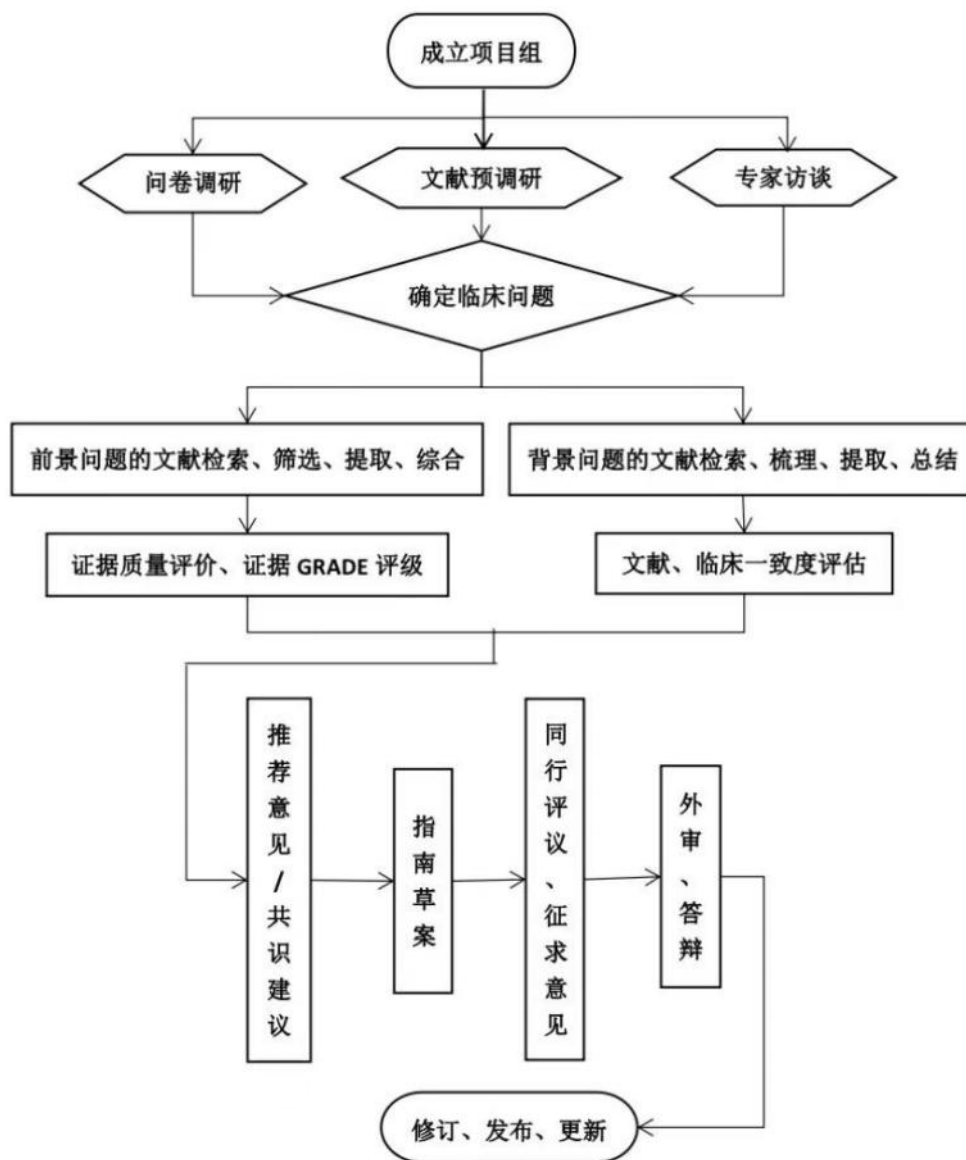 成立项目组
问卷调研
文献预调研
专家访谈
确定临床问题
前景问题的文献检索、筛选、提取、综合
背景问题的文献检索、梳理、提取、总结
证据质量评价、证据 GRADE 评级
文献、临床一致度评估
推荐意见/共识建议
指南草案
同行评议、征求意见
外审、答辩
修订、发布、更新